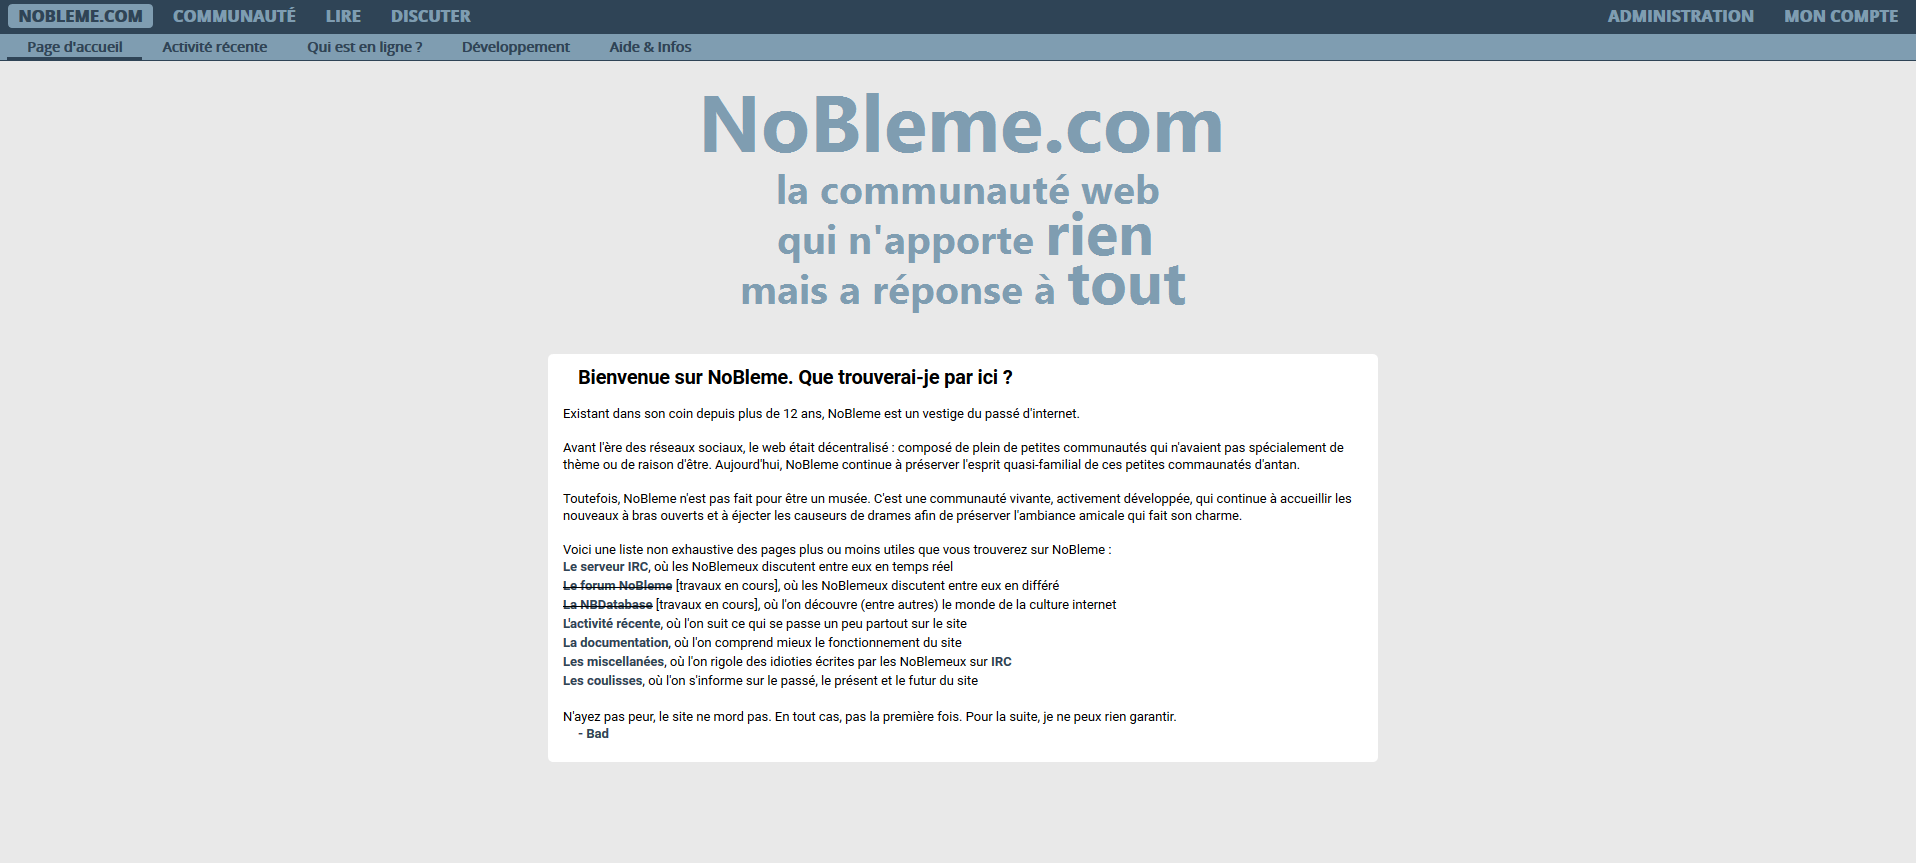 NOBLEME.COM COMMUNAUTÉ LIRE DISCUTER ADMINISTRATION MON COMPTE
Page d'accueil Activité récente Qui est en ligne ? Développement Aide & Infos
NoBleme.com
la communauté web
qui n'apporte rien
mais a réponse à tout
Bienvenue sur NoBleme. Que trouverai-je par ici ?
Existant dans son coin depuis plus de 12 ans, NoBleme est un vestige du passé d'internet.
Avant l'ère des réseaux sociaux, le web était décentralisé : composé de plein de petites communautés qui n'avaient pas spécialement de
thème ou de raison d'être. Aujourd'hui, NoBleme continue à préserver l'esprit quasi-familial de ces petites commaunatés d'antan.
Toutefois, NoBleme n'est pas fait pour être un musée. C'est une communauté vivante, activement développée, qui continue à accueillir les
nouveaux à bras ouverts et à éjecter les causeurs de drames afin de préserver l'ambiance amicale qui fait son charme.
Voici une liste non exhaustive des pages plus ou moins utiles que vous trouverez sur NoBleme :
Le serveur IRC, où les NoBlemeux discutent entre eux en temps réel
Le forum NoBleme [travaux en cours], où les NoBlemeux discutent entre eux en différé
La NBDatabase [travaux en cours], où l'on découvre (entre autres) le monde de la culture internet
L'activité récente, où l'on suit ce qui se passe un peu partout sur le site
La documentation, où l'on comprend mieux le fonctionnement du site
Les miscellanées, où l'on rigole des idioties écrites par les NoBlemeux sur IRC
Les coulisses, où l'on s'informe sur le passé, le présent et le futur du site
N'ayez pas peur, le site ne mord pas. En tout cas, pas la première fois. Pour la suite, je ne peux rien garantir.
- Bad